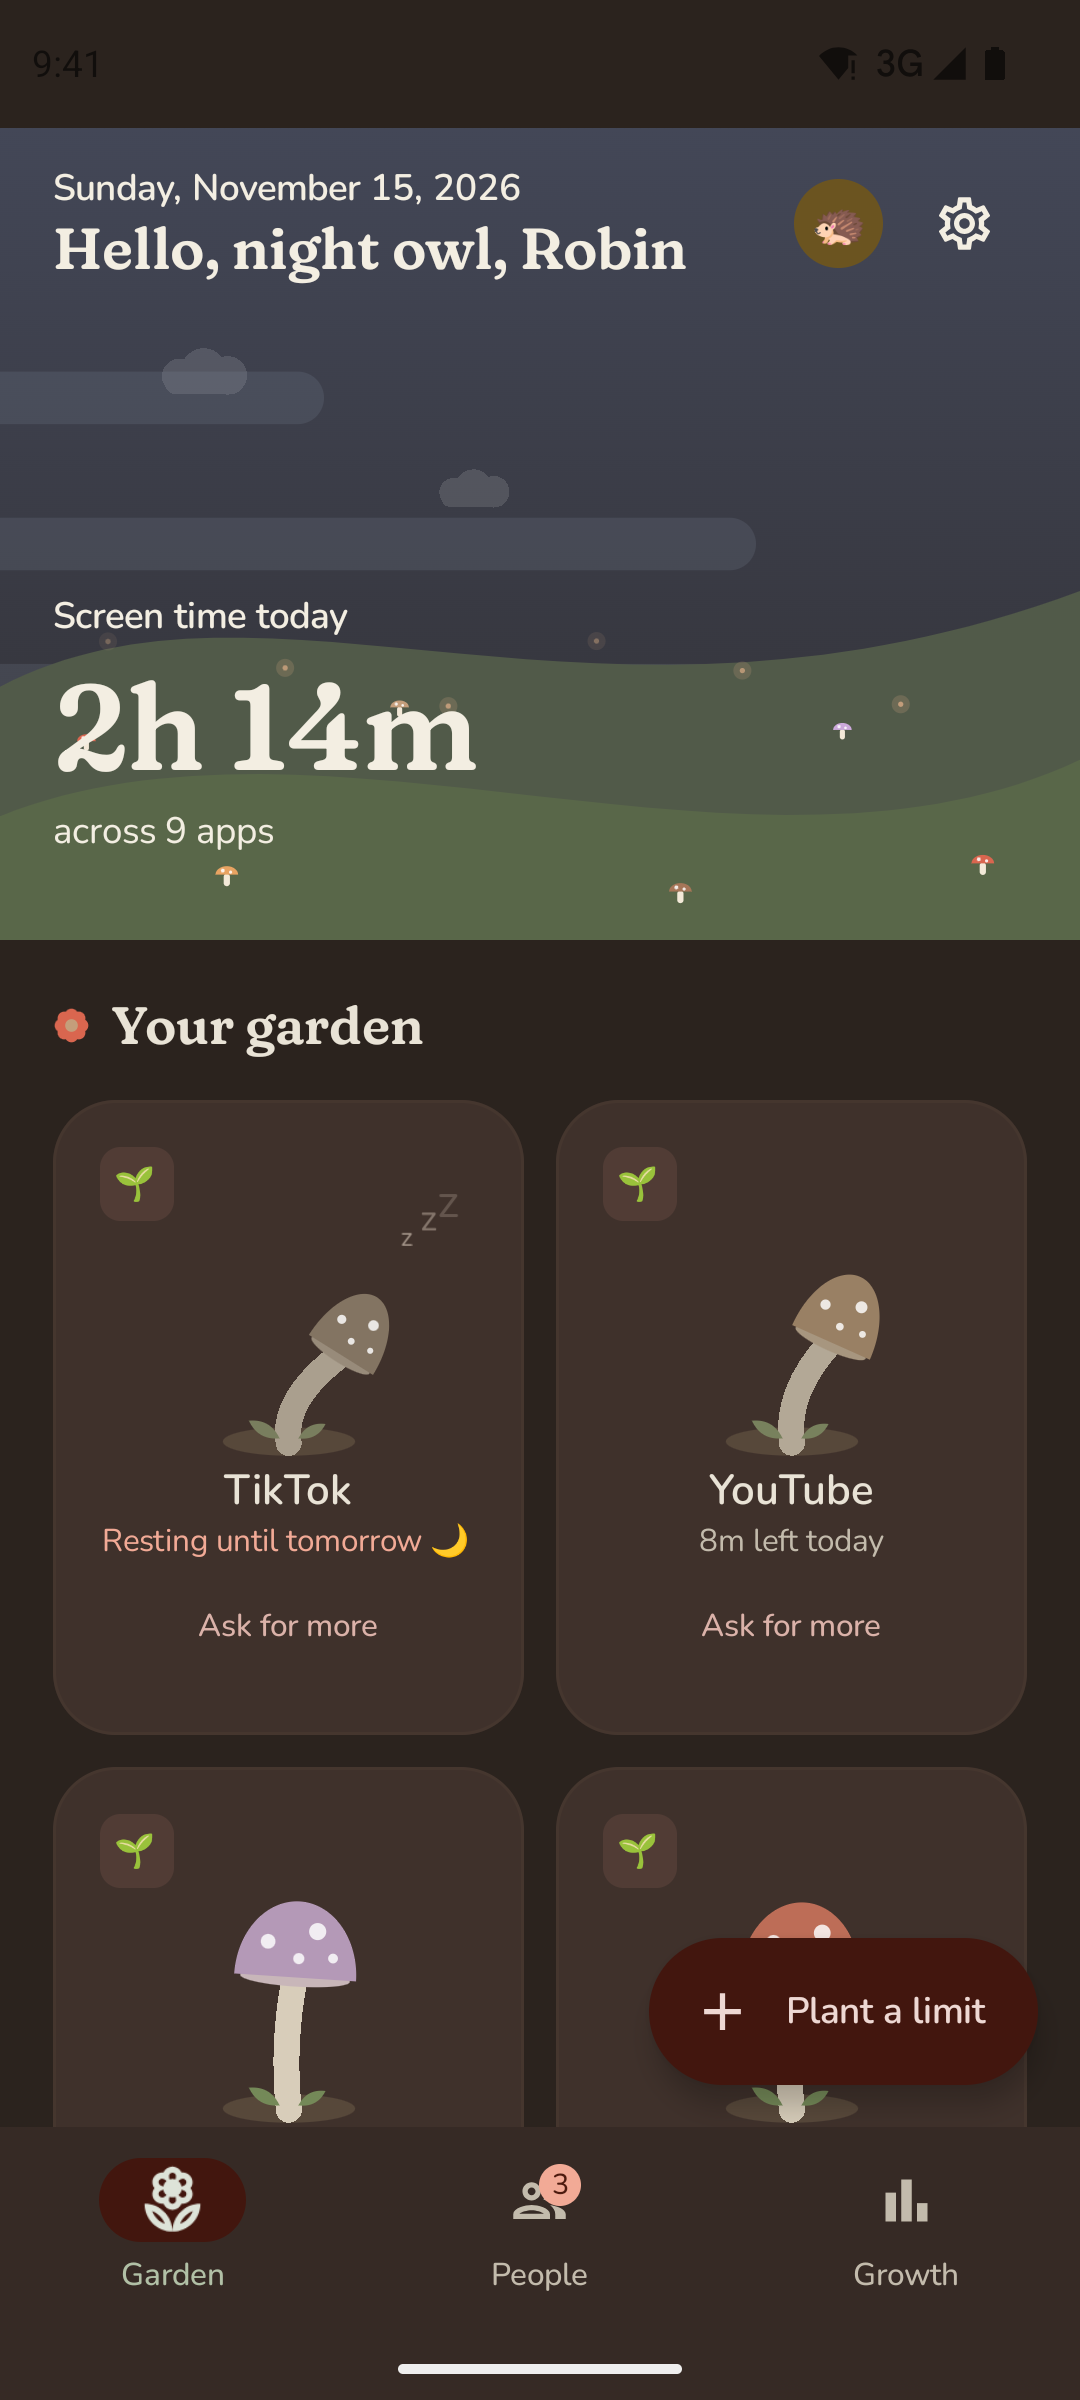 9:41
3G
Sunday, November 15, 2026
Hello, night owl, Robin
Screen time today
2h 14m
across 9 apps
Your garden
z z Z
TikTok
Resting until tomorrow 🌙
Ask for more
YouTube
8m left today
Ask for more
Plant a limit
3
Garden
People
Growth